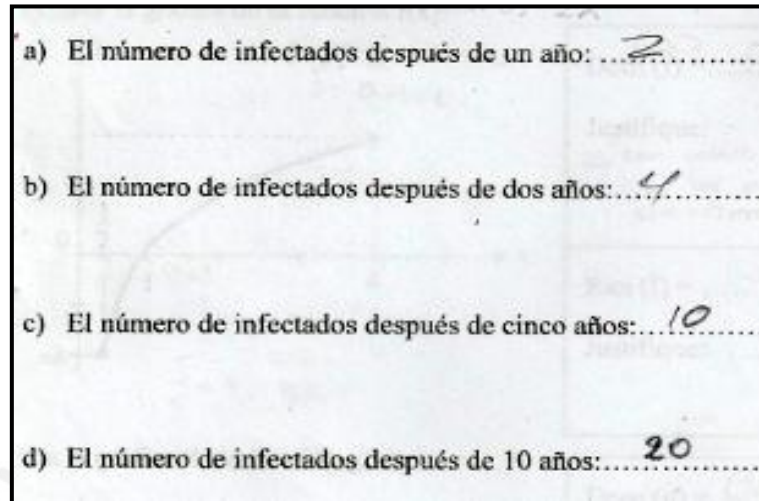 a) El número de infectados después de un año: 2
b) El número de infectados después de dos años: 4
c) El número de infectados después de cinco años: 10
d) El número de infectados después de 10 años: 20